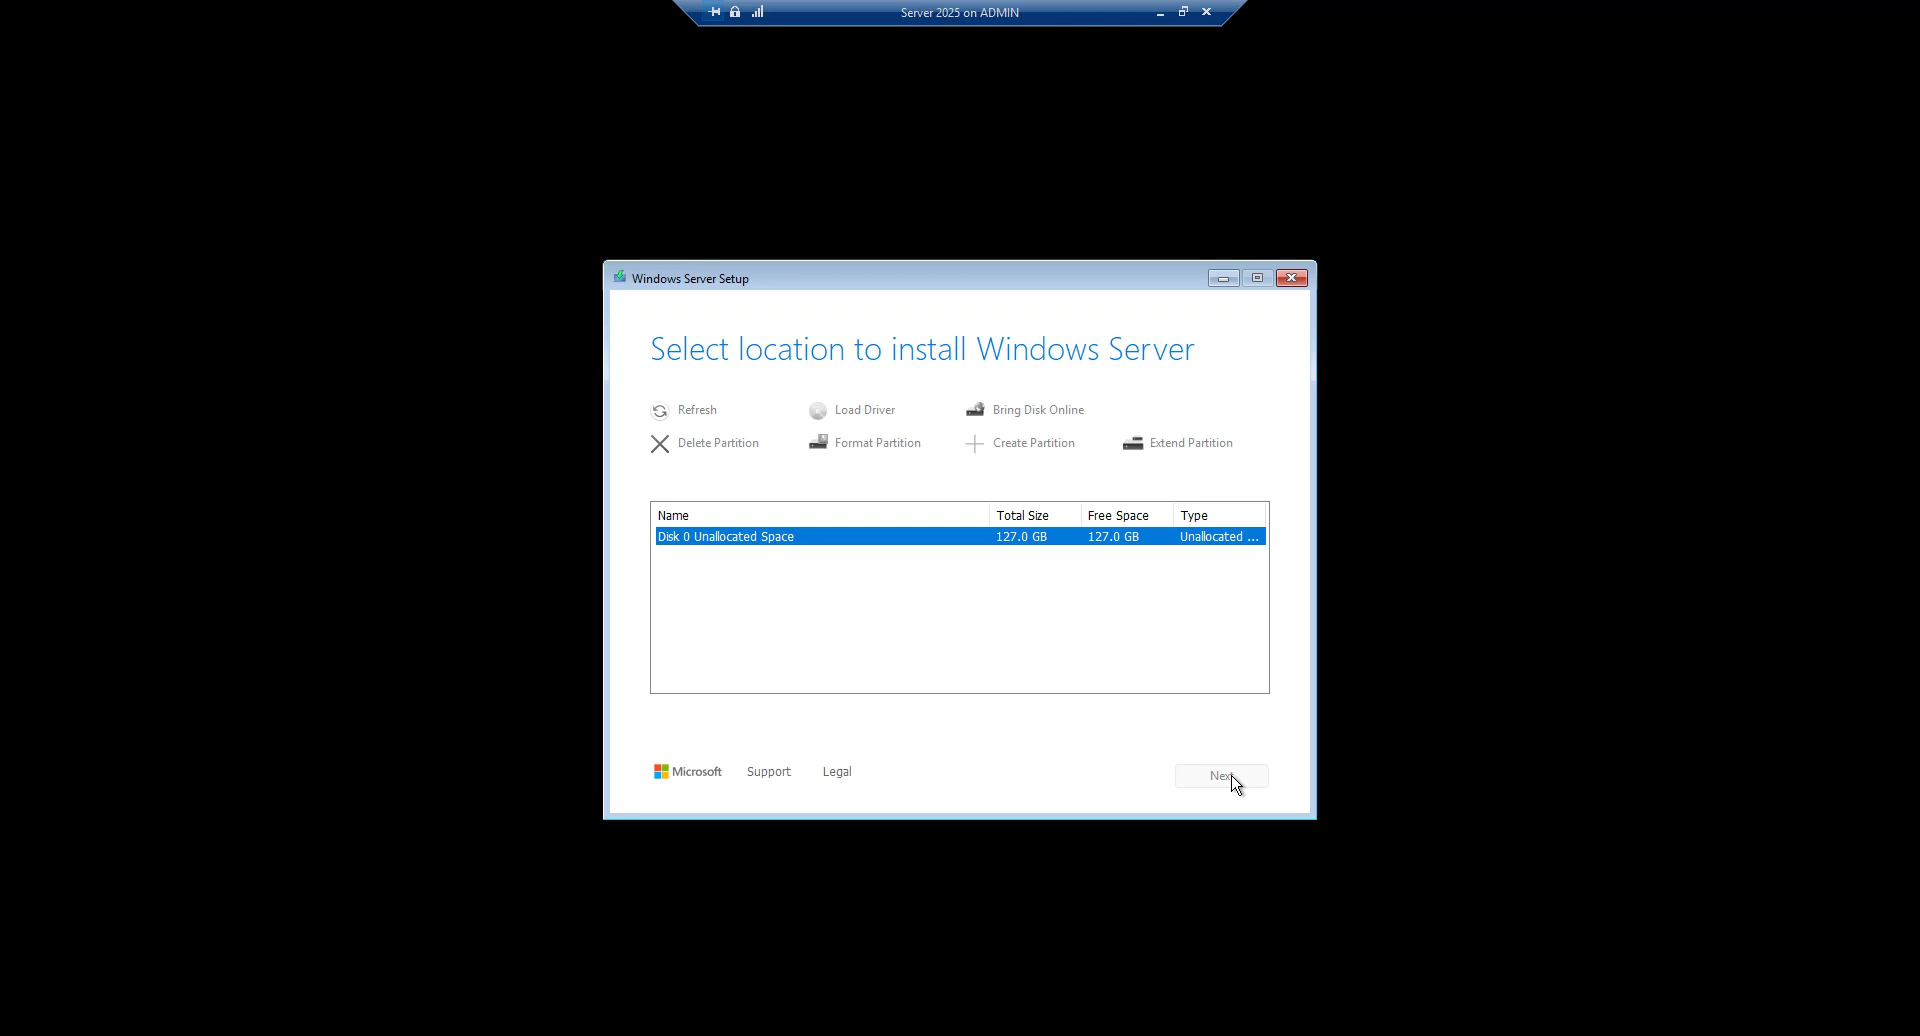 Server 2025 on ADMIN
Windows Server Setup
Select location to install Windows Server
Refresh Load Driver Bring Disk Online
Delete Partition Format Partition Create Partition Extend Partition
Name Total Size Free Space Type
Disk 0 Unallocated Space 127.0 GB 127.0 GB Unallocated ...
Microsoft Support Legal
Next